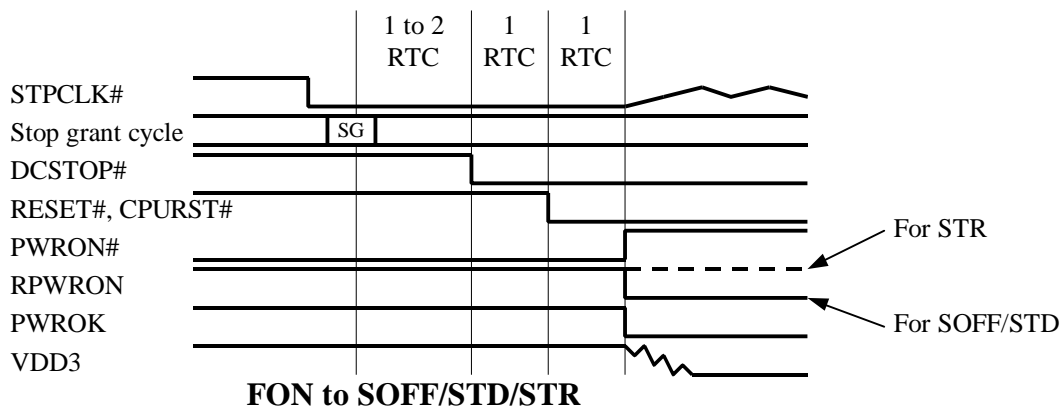 1 to 2
RTC
1
RTC
1
RTC
STPCLK#
Stop grant cycle
SG
DCSTOP#
RESET#, CPURST#
PWRON#
For STR
RPWRON
PWROK
For SOFF/STD
VDD3
FON to SOFF/STD/STR